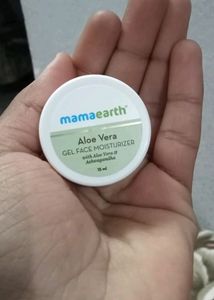 mamaearth
Aloe Vera
GEL FACE MOISTURIZER
with Aloe Vera &
Ashwagandha
15 ml